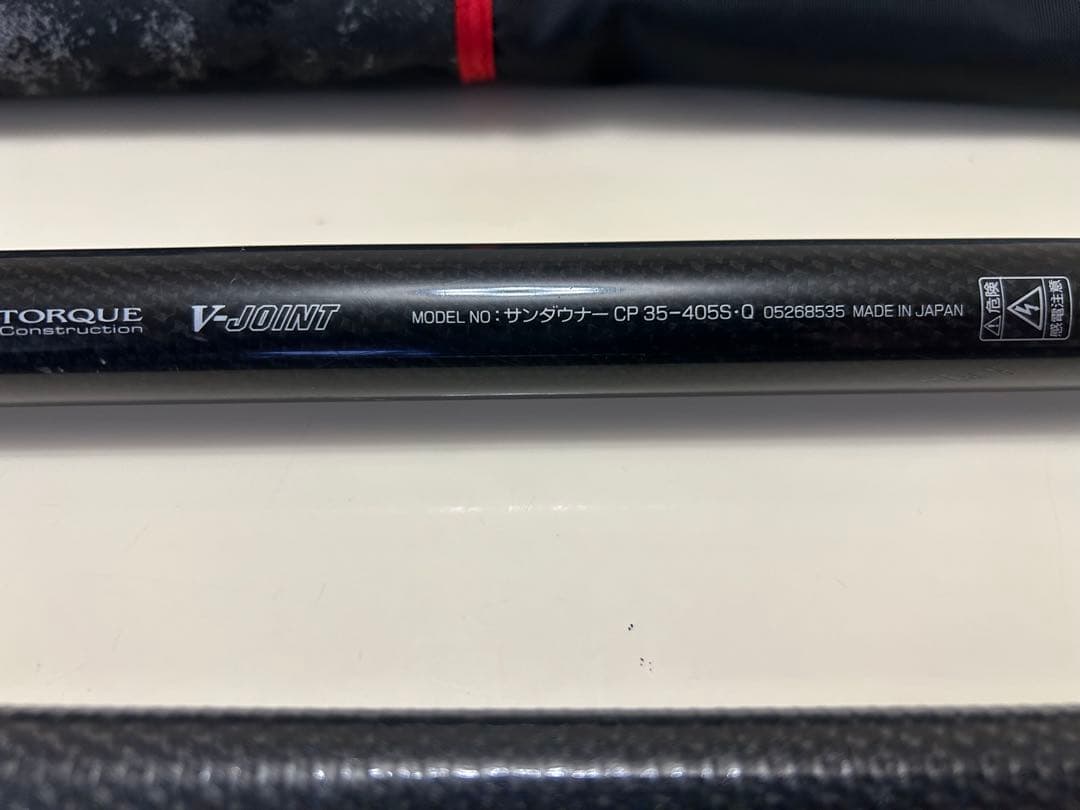 TORQUE
Construction
V-JOINT
MODEL NO：サンダウナー CP 35-405S・Q 05268535 MADE IN JAPAN
危険
感電注意